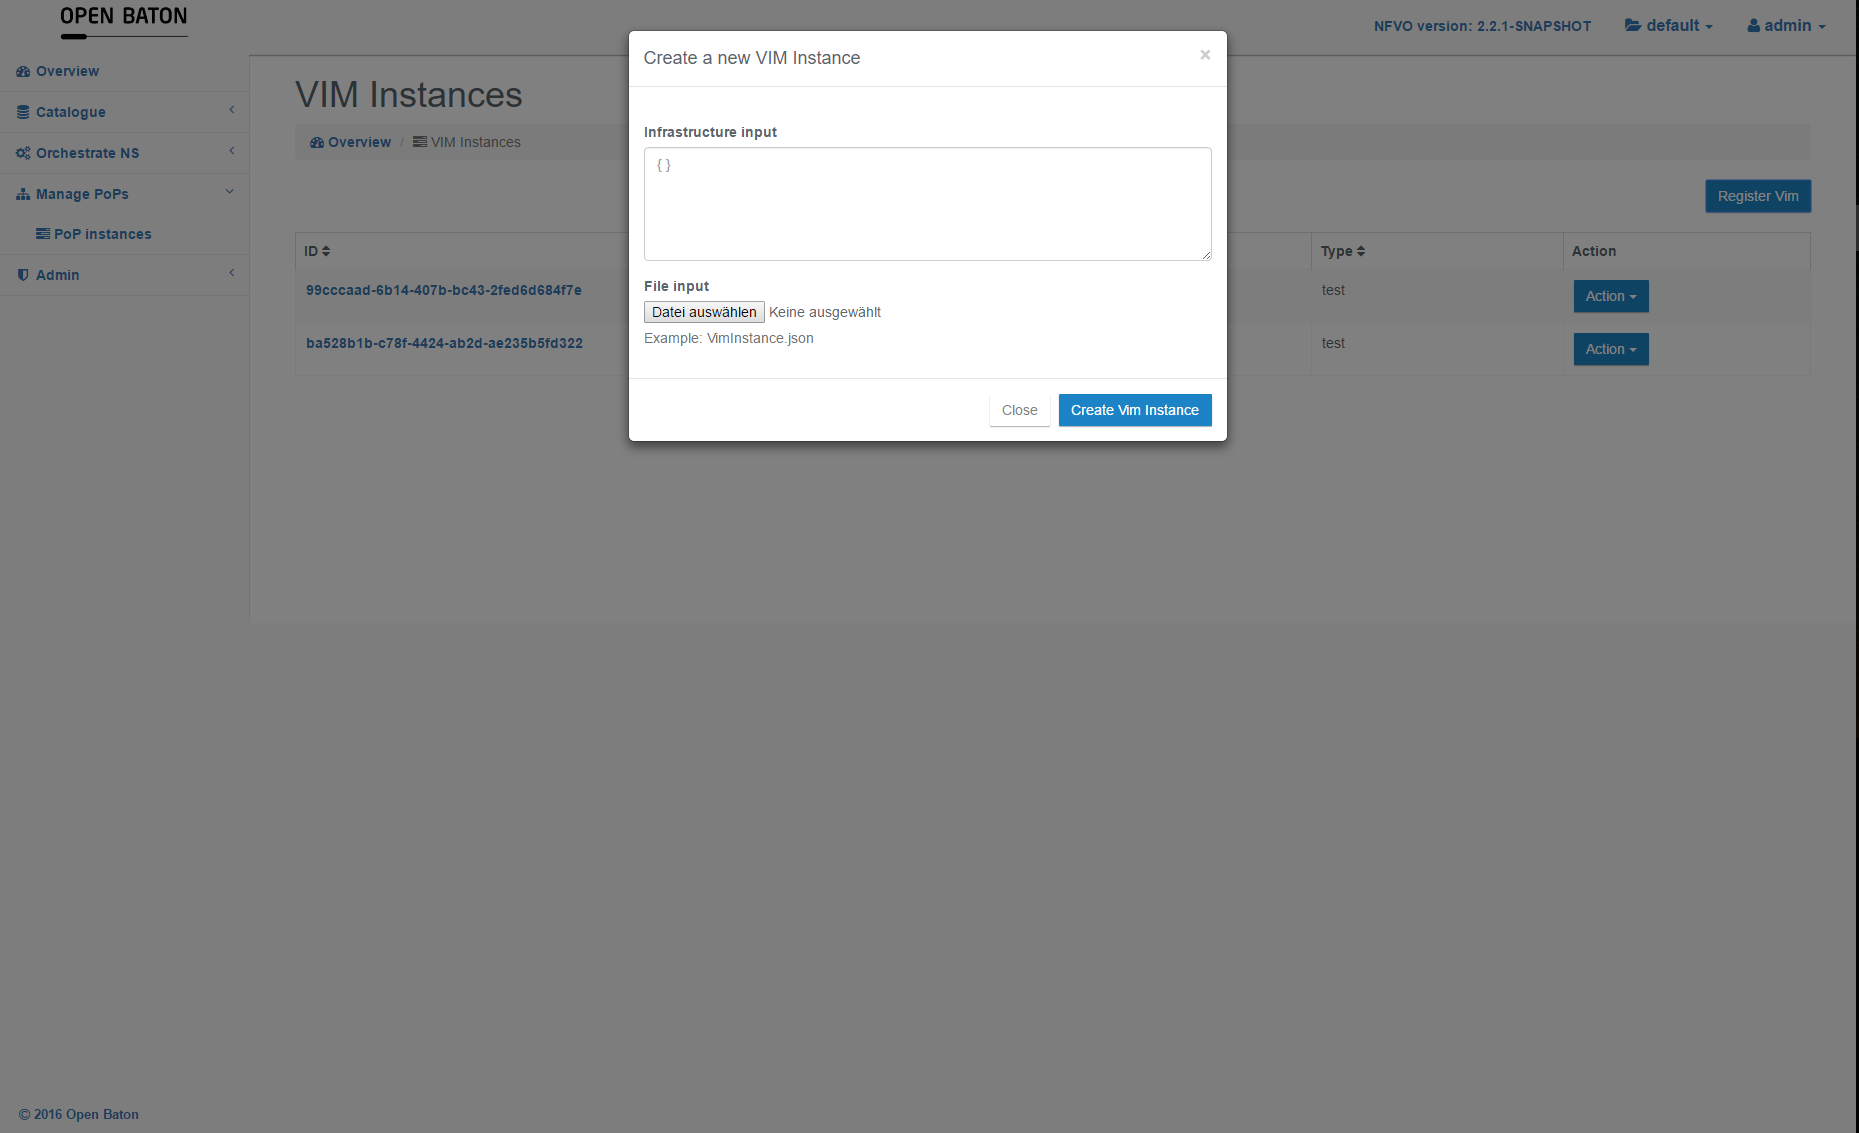 OPEN BATON
NFVO version: 2.2.1-SNAPSHOT
default
admin
Overview
Catalogue
Orchestrate NS
Manage PoPs
PoP instances
Admin
VIM Instances
Overview / VIM Instances
Register Vim
ID
Type
Action
99cccaad-6b14-407b-bc43-2fed6d684f7e
test
Action
ba528b1b-c78f-4424-ab2d-ae235b5fd322
test
Action
Create a new VIM Instance
×
Infrastructure input
{ }
File input
Datei auswählen Keine ausgewählt
Example: VimInstance.json
Close
Create Vim Instance
© 2016 Open Baton